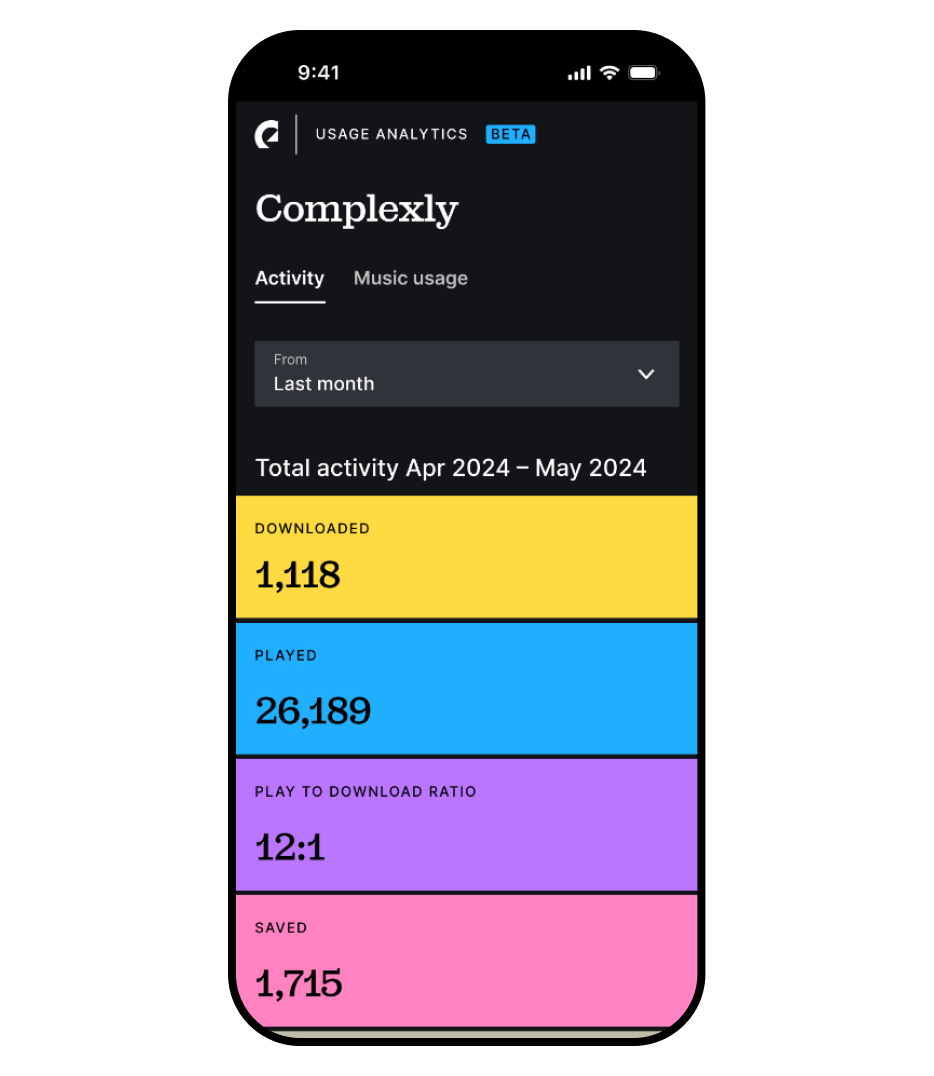 9:41
USAGE ANALYTICS BETA
Complexly
Activity Music usage
From
Last month
Total activity Apr 2024 – May 2024
DOWNLOADED
1,118
PLAYED
26,189
PLAY TO DOWNLOAD RATIO
12:1
SAVED
1,715